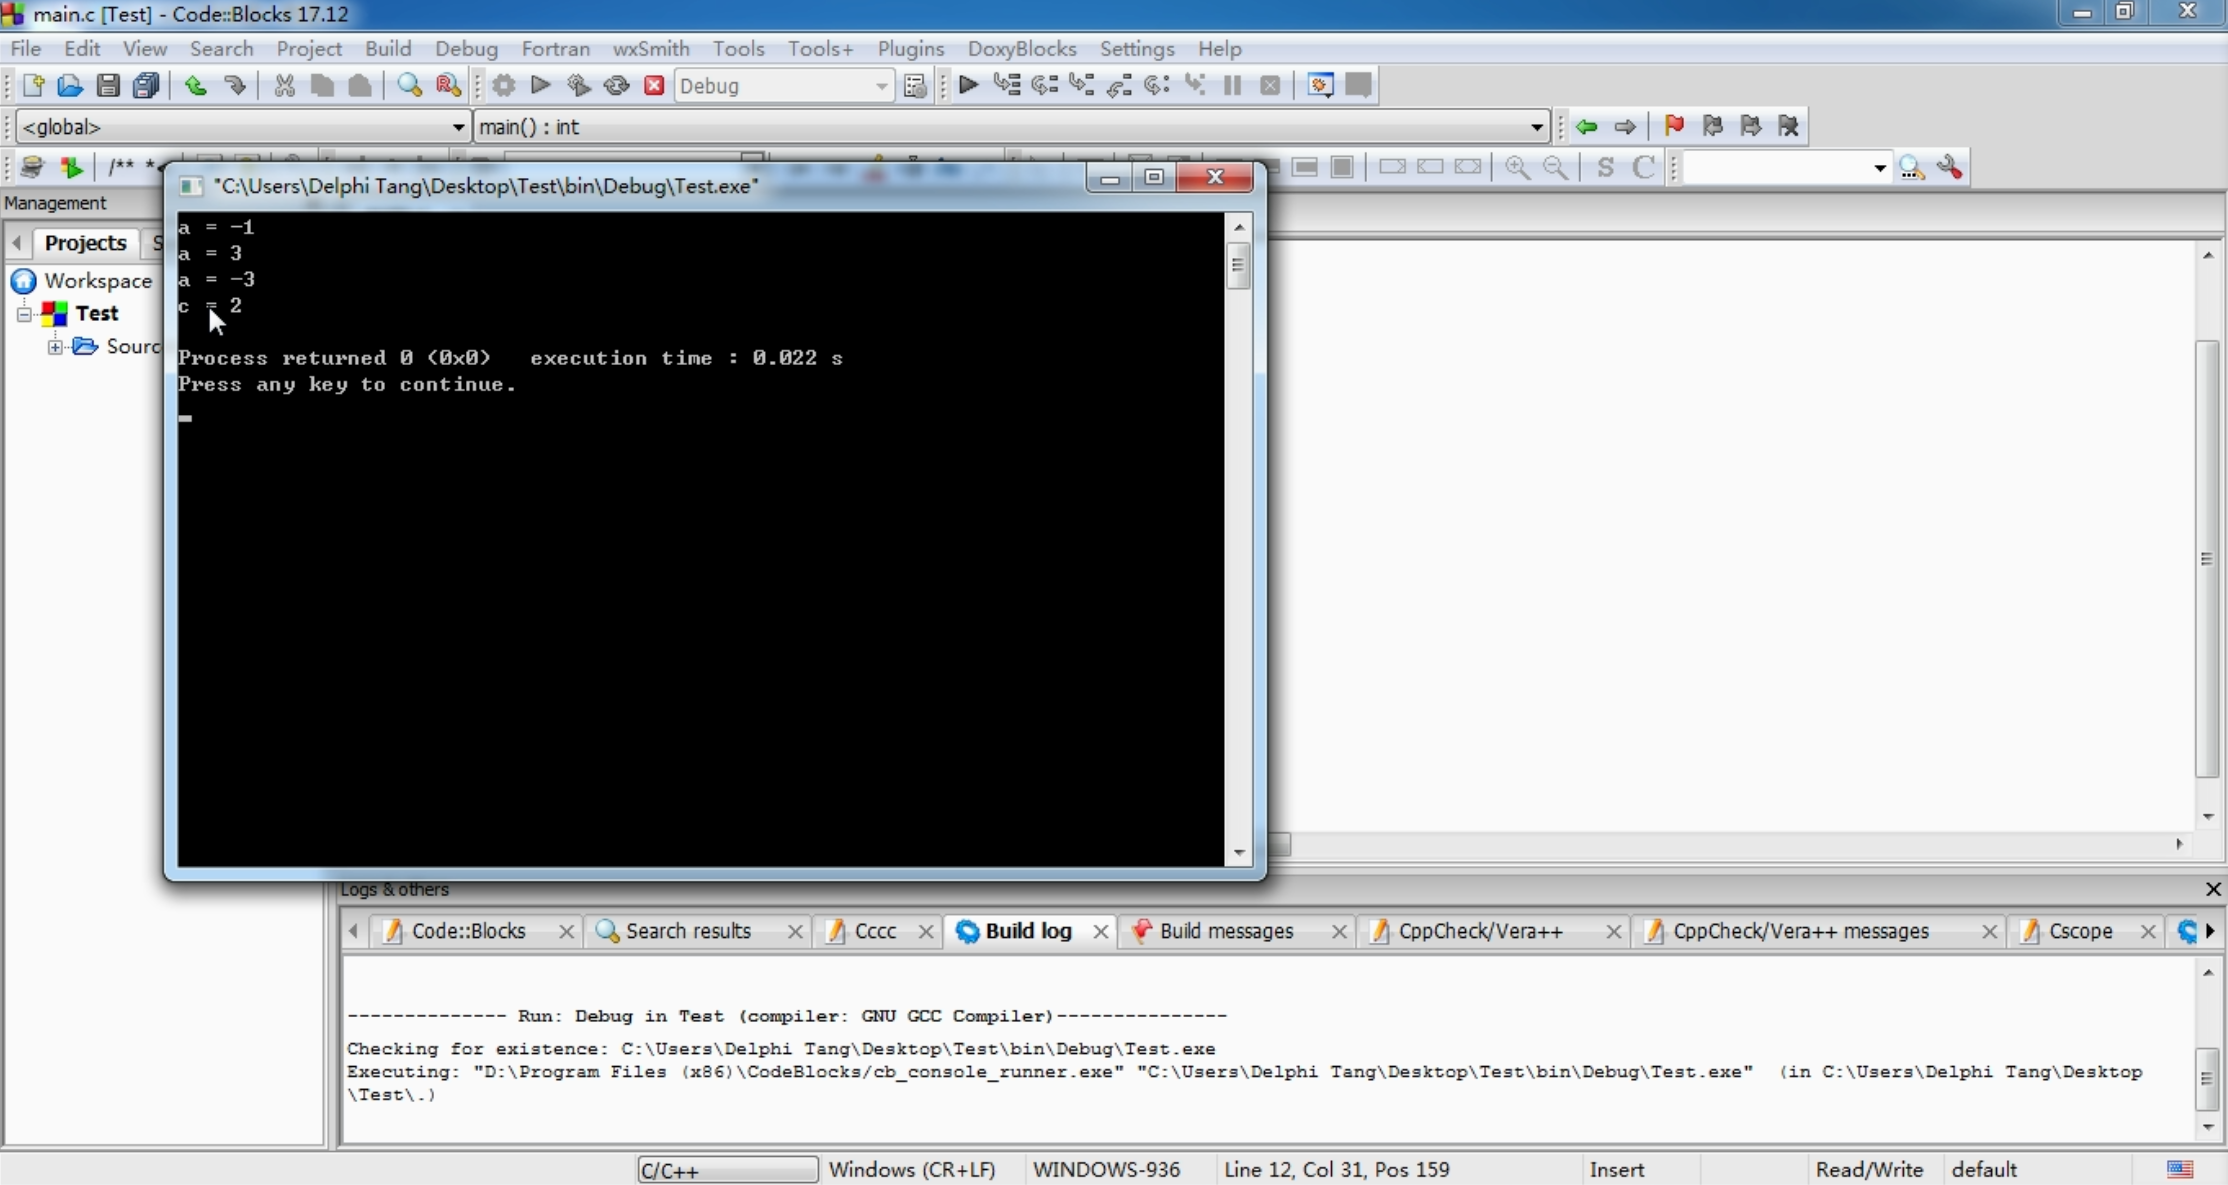 main.c [Test] - Code::Blocks 17.12
File Edit View Search Project Build Debug Fortran wxSmith Tools Tools+ Plugins DoxyBlocks Settings Help
Debug
<global> main() : int
/** *
S C
"C:\Users\Delphi Tang\Desktop\Test\bin\Debug\Test.exe"
Management
Projects S
Workspace
Test
Sourc
a = -1
a = 3
a = -3
c = 2
Process returned 0 (0x0)   execution time : 0.022 s
Press any key to continue.
Logs & others
Code::Blocks Search results Cccc Build log Build messages CppCheck/Vera++ CppCheck/Vera++ messages Cscope
-------------- Run: Debug in Test (compiler: GNU GCC Compiler)---------------
Checking for existence: C:\Users\Delphi Tang\Desktop\Test\bin\Debug\Test.exe
Executing: "D:\Program Files (x86)\CodeBlocks/cb_console_runner.exe" "C:\Users\Delphi Tang\Desktop\Test\bin\Debug\Test.exe"  (in C:\Users\Delphi Tang\Desktop
\Test\.)
C/C++ Windows (CR+LF) WINDOWS-936 Line 12, Col 31, Pos 159 Insert Read/Write default